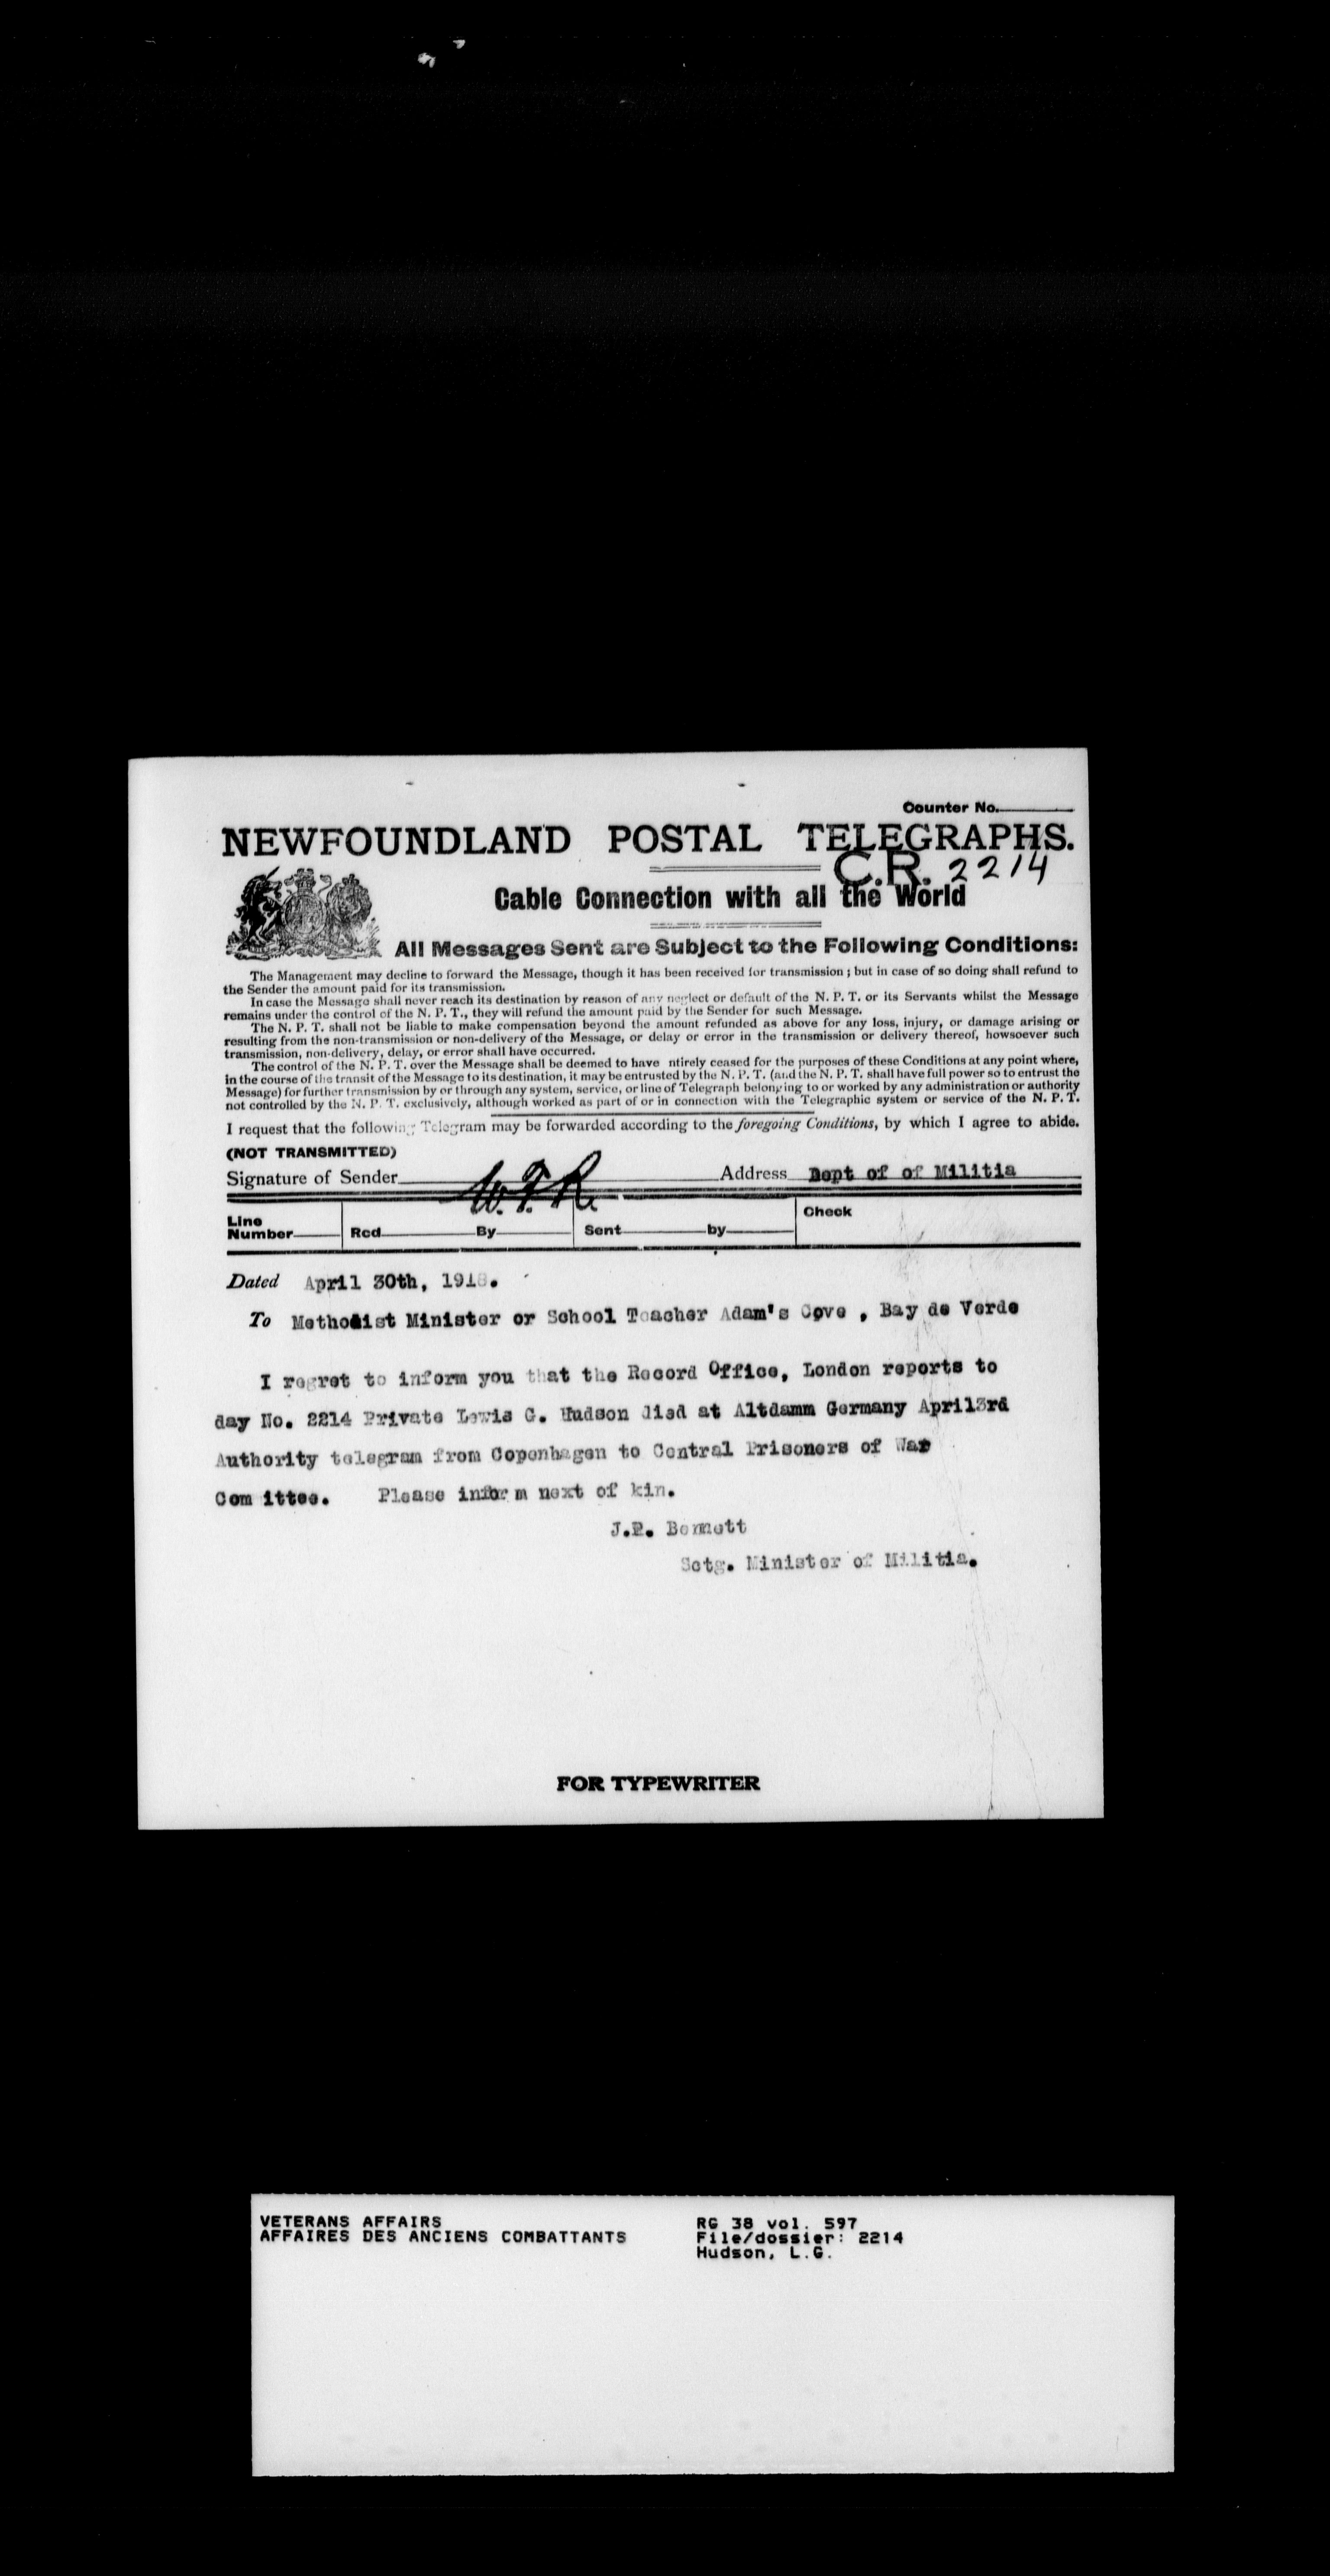 Counter No.
NEWFOUNDLAND POSTAL TELEGRAPHS.
C.R. 2214
Cable Connection with all the World
All Messages Sent are Subject to the Following Conditions:
The Management may decline to forward the Message, though it has been received for transmission ; but in case of so doing shall refund to
the Sender the amount paid for its transmission.
In case the Message shall never reach its destination by reason of any neglect or default of the N. P. T. or its Servants whilst the Message
remains under the control of the N. P. T., they will refund the amount paid by the Sender for such Message.
The N. P. T. shall not be liable to make compensation beyond the amount refunded as above for any loss, injury, or damage arising or
resulting from the non-transmission or non-delivery of the Message, or delay or error in the transmission or delivery thereof, howsoever such
transmission, non-delivery, delay, or error shall have occurred.
The control of the N. P. T. over the Message shall be deemed to have ntirely ceased for the purposes of these Conditions at any point where,
in the course of the transit of the Message to its destination, it may be entrusted by the N. P. T. (and the N. P. T. shall have full power so to entrust the
Message) for further transmission by or through any system, service, or line of Telegraph belonging to or worked by any administration or authority
not controlled by the N. P. T. exclusively, although worked as part of or in connection with the Telegraphic system or service of the N. P. T.
I request that the following Telegram may be forwarded according to the foregoing Conditions, by which I agree to abide.
(NOT TRANSMITTED)
Signature of Sender W.F.R. Address Dept of of Militia
Line Number Rcd. By Sent by Check
Dated April 30th, 1918.
To Methodist Minister or School Teacher Adam's Cove , Bay de Verde
I regret to inform you that the Record Office, London reports to
day No. 2214 Private Lewis G. Hudson died at Altdamm Germany April3rd
Authority telegram from Copenhagen to Central Prisoners of War
Com ittee. Please inform next of kin.
J.R. Bennett
Actg. Minister of Militia.
FOR TYPEWRITER
VETERANS AFFAIRS
AFFAIRES DES ANCIENS COMBATTANTS
RG 38 vol. 597
File/dossier: 2214
Hudson, L.G.